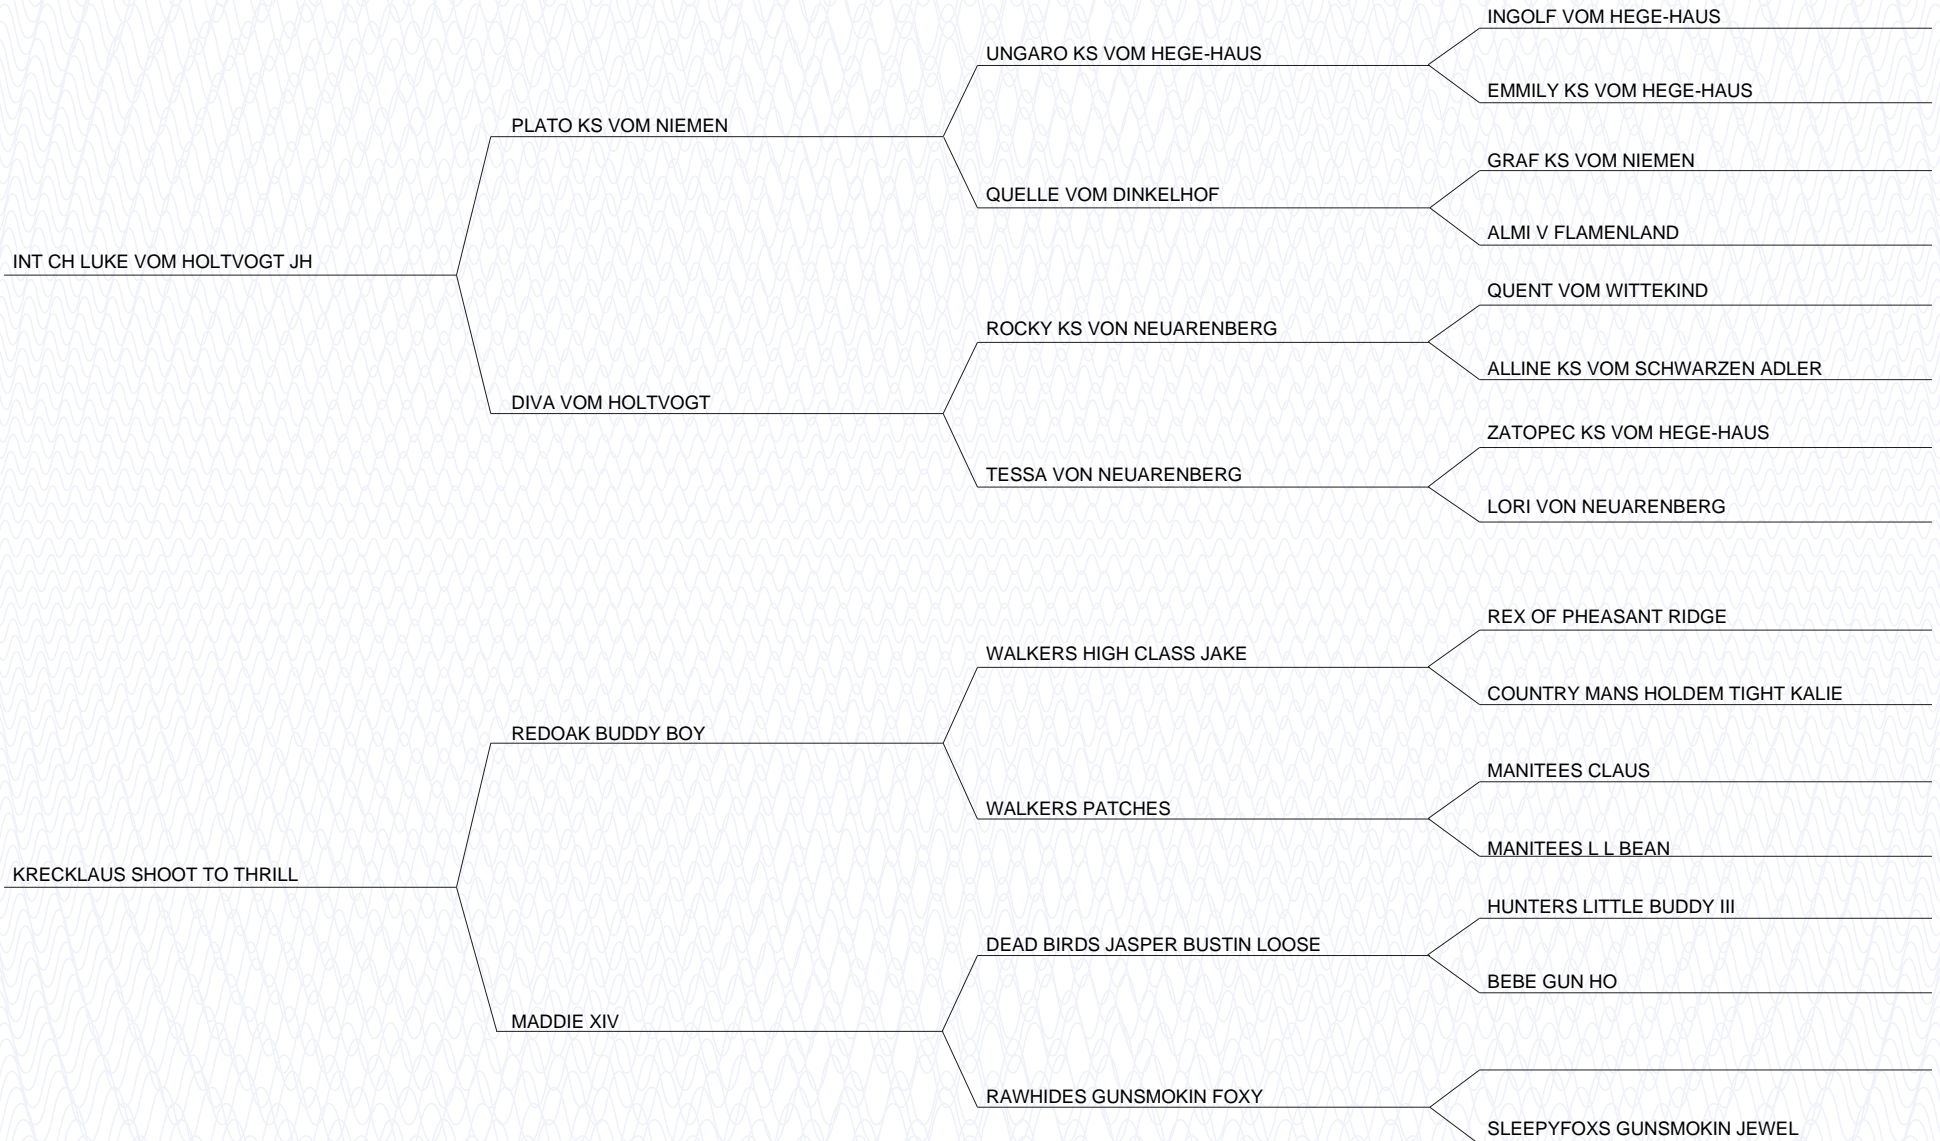 INGOLF VOM HEGE-HAUS
UNGARO KS VOM HEGE-HAUS
EMMILY KS VOM HEGE-HAUS
PLATO KS VOM NIEMEN
GRAF KS VOM NIEMEN
QUELLE VOM DINKELHOF
ALMI V FLAMENLAND
INT CH LUKE VOM HOLTVOGT JH
QUENT VOM WITTEKIND
ROCKY KS VON NEUARENBERG
ALLINE KS VOM SCHWARZEN ADLER
DIVA VOM HOLTVOGT
ZATOPEC KS VOM HEGE-HAUS
TESSA VON NEUARENBERG
LORI VON NEUARENBERG
REX OF PHEASANT RIDGE
WALKERS HIGH CLASS JAKE
COUNTRY MANS HOLDEM TIGHT KALIE
REDOAK BUDDY BOY
MANITEES CLAUS
WALKERS PATCHES
MANITEES L L BEAN
KRECKLAUS SHOOT TO THRILL
HUNTERS LITTLE BUDDY III
DEAD BIRDS JASPER BUSTIN LOOSE
BEBE GUN HO
MADDIE XIV
RAWHIDES GUNSMOKIN FOXY
SLEEPYFOXS GUNSMOKIN JEWEL